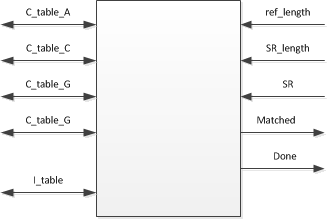 C_table_A
C_table_C
C_table_G
C_table_G
I_table
ref_length
SR_length
SR
Matched
Done